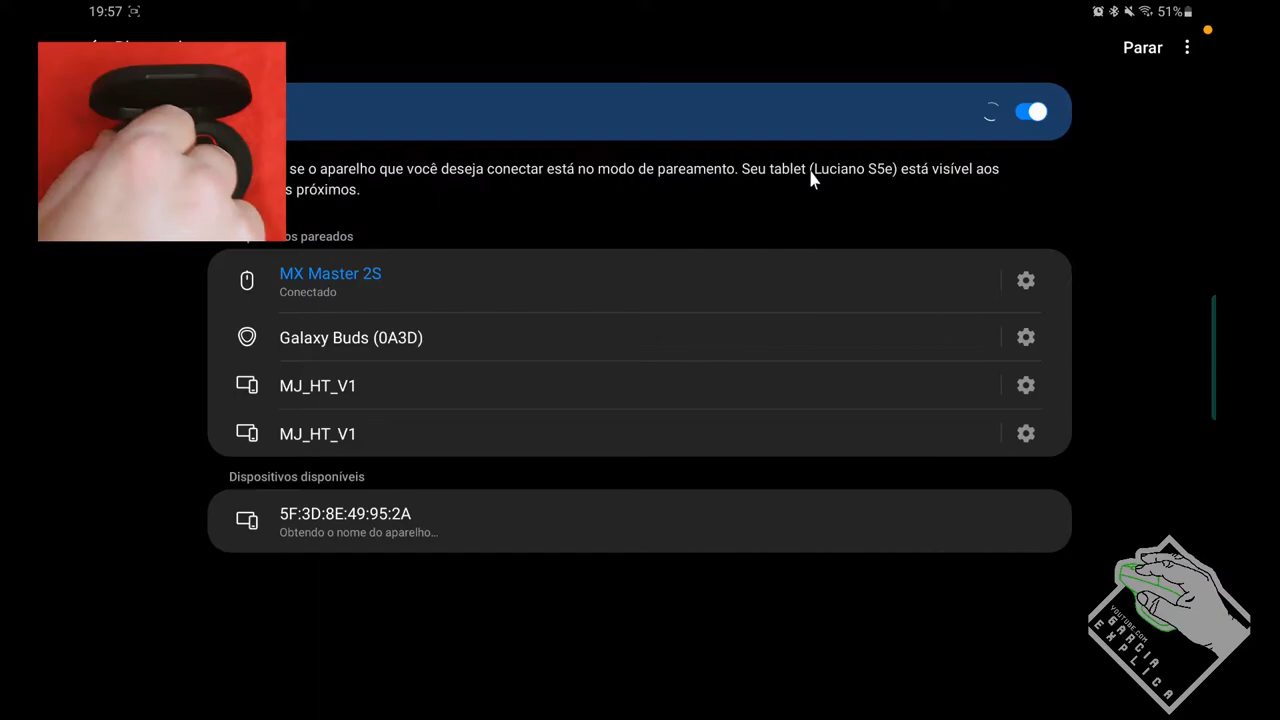 19:57
51%
Parar
se o aparelho que você deseja conectar está no modo de pareamento. Seu tablet (Luciano S5e) está visível aos
s próximos.
os pareados
MX Master 2S
Conectado
Galaxy Buds (0A3D)
MJ_HT_V1
MJ_HT_V1
Dispositivos disponíveis
5F:3D:8E:49:95:2A
Obtendo o nome do aparelho...
YOUTUBE.COM
GARCIA
EXPLICA